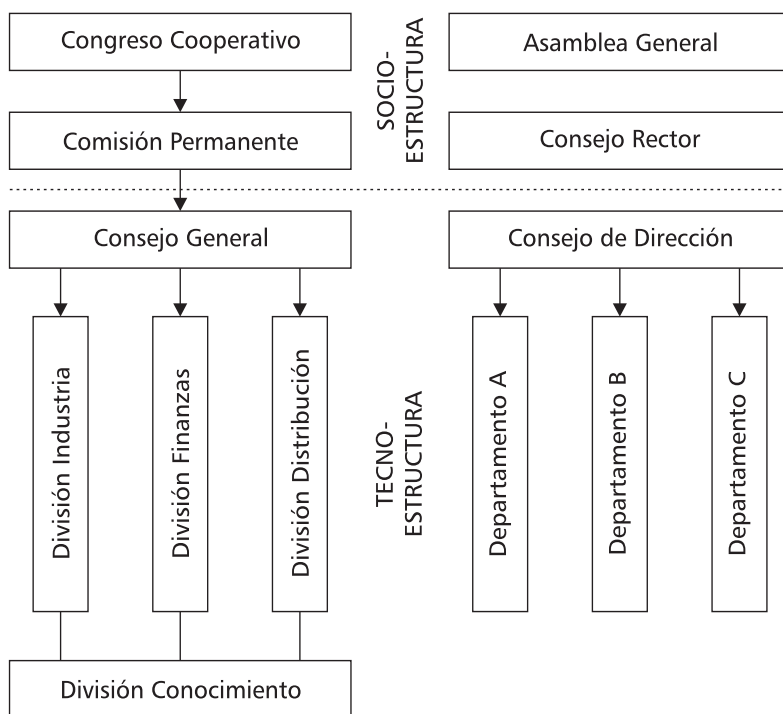 Congreso Cooperativo
Comisión Permanente
SOCIO-
ESTRUCTURA
Asamblea General
Consejo Rector
Consejo General
Consejo de Dirección
División Industria
División Finanzas
División Distribución
TECNO-
ESTRUCTURA
Departamento A
Departamento B
Departamento C
División Conocimiento